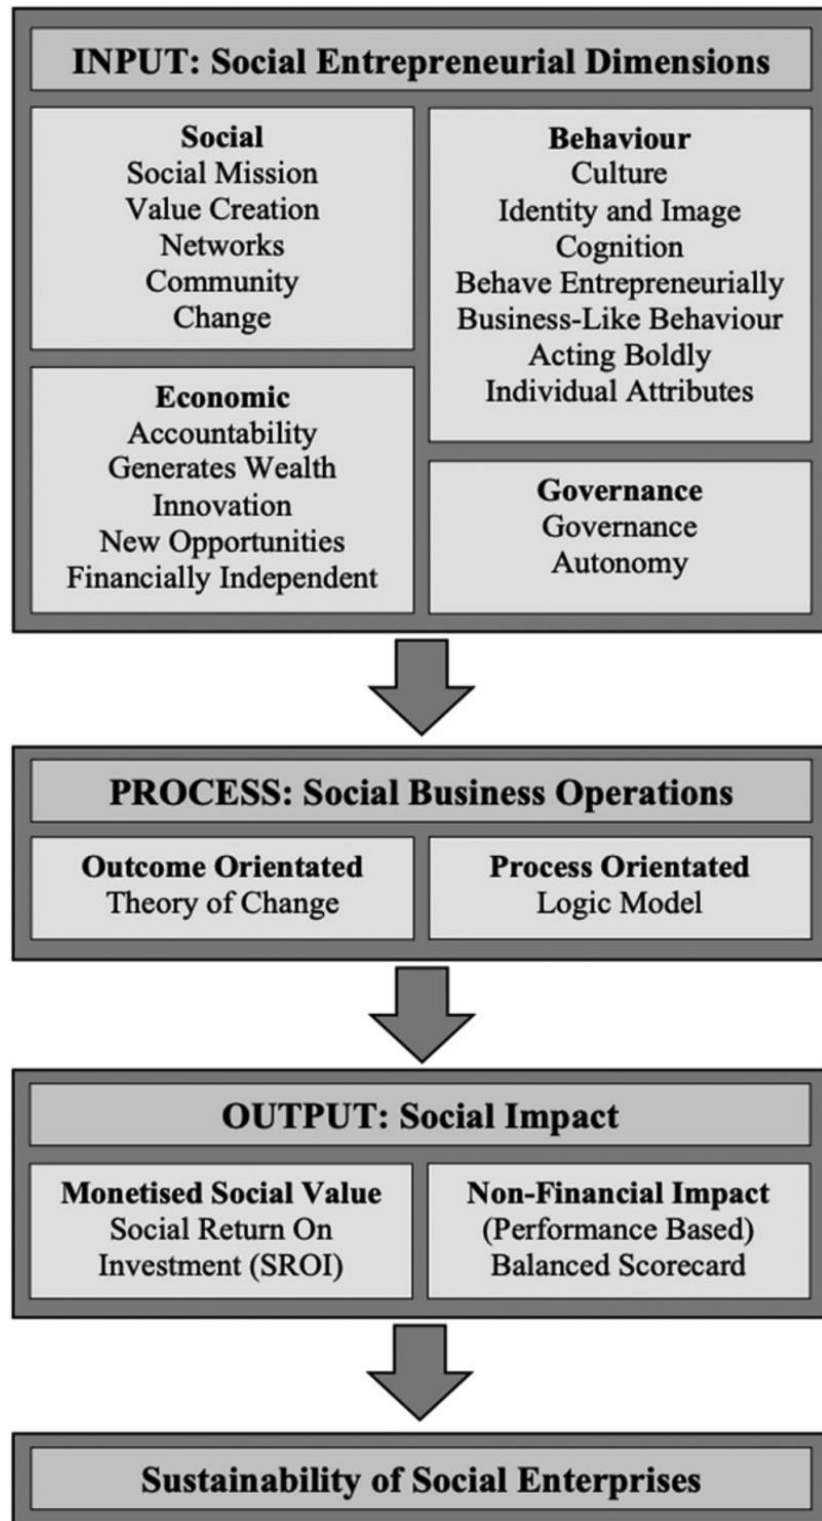 INPUT: Social Entrepreneurial Dimensions
Social
Social Mission
Value Creation
Networks
Community
Change
Economic
Accountability
Generates Wealth
Innovation
New Opportunities
Financially Independent
Behaviour
Culture
Identity and Image
Cognition
Behave Entrepreneurially
Business-Like Behaviour
Acting Boldly
Individual Attributes
Governance
Governance
Autonomy
PROCESS: Social Business Operations
Outcome Orientated
Theory of Change
Process Orientated
Logic Model
OUTPUT: Social Impact
Monetised Social Value
Social Return On
Investment (SROI)
Non-Financial Impact
(Performance Based)
Balanced Scorecard
Sustainability of Social Enterprises